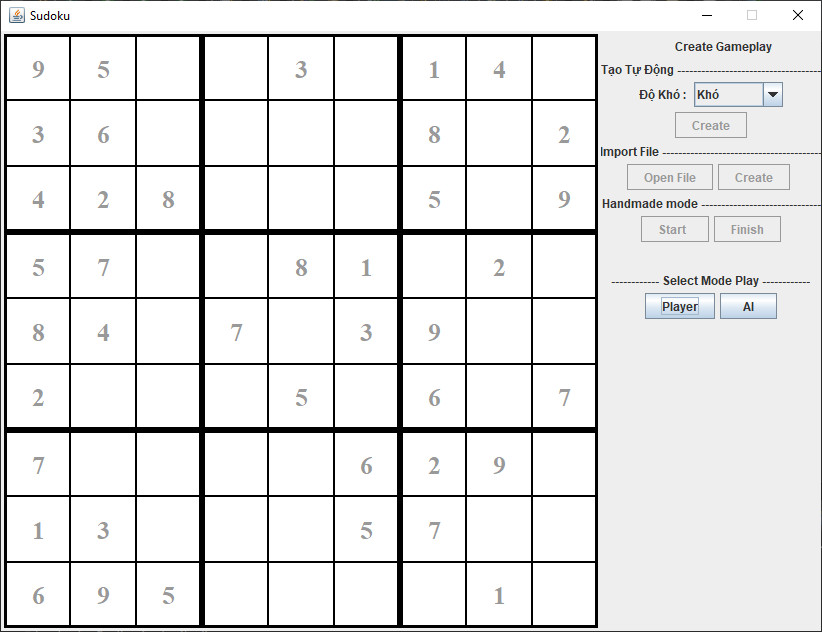 Sudoku
9 5 3 1 4
3 6 8 2
4 2 8 5 9
5 7 8 1 2
8 4 7 3 9
2 5 6 7
7 6 2 9
1 3 5 7
6 9 5 1
Create Gameplay
Tạo Tự Động -----------------------------------
Độ Khó : Khó
Create
Import File ---------------------------------------
Open File Create
Handmade mode ------------------------------
Start Finish
------------ Select Mode Play ------------
Player AI